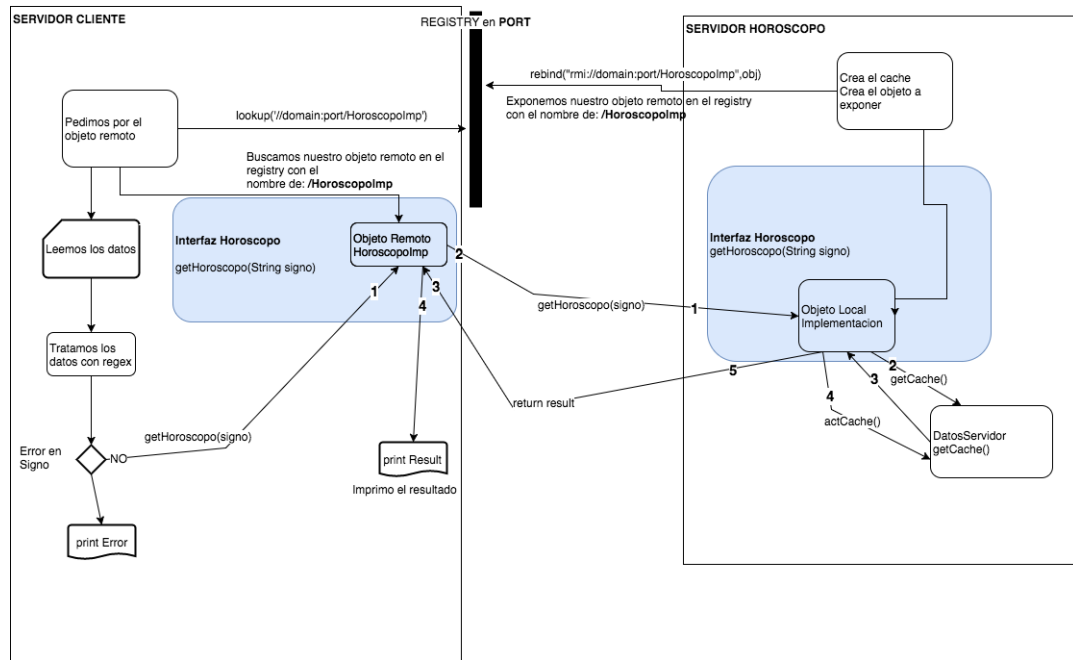 SERVIDOR CLIENTE
REGISTRY en PORT
SERVIDOR HOROSCOPO
rebind("rmi://domain:port/HoroscopoImp",obj)
Crea el cache
Crea el objeto a
exponer
Exponemos nuestro objeto remoto en el registry
con el nombre de: /HoroscopoImp
Pedimos por el
objeto remoto
lookup('//domain:port/HoroscopoImp')
Buscamos nuestro objeto remoto en el
registry con el
nombre de: /HoroscopoImp
Leemos los datos
Interfaz Horoscopo
getHoroscopo(String signo)
Objeto Remoto
HoroscopoImp
2
1
4
3
getHoroscopo(signo)
Interfaz Horoscopo
getHoroscopo(String signo)
1
Objeto Local
Implementacion
Tratamos los
datos con regex
5
return result
2
getCache()
3
4
actCache()
DatosServidor
getCache()
getHoroscopo(signo)
Error en
Signo
NO
print Result
Imprimo el resultado
print Error